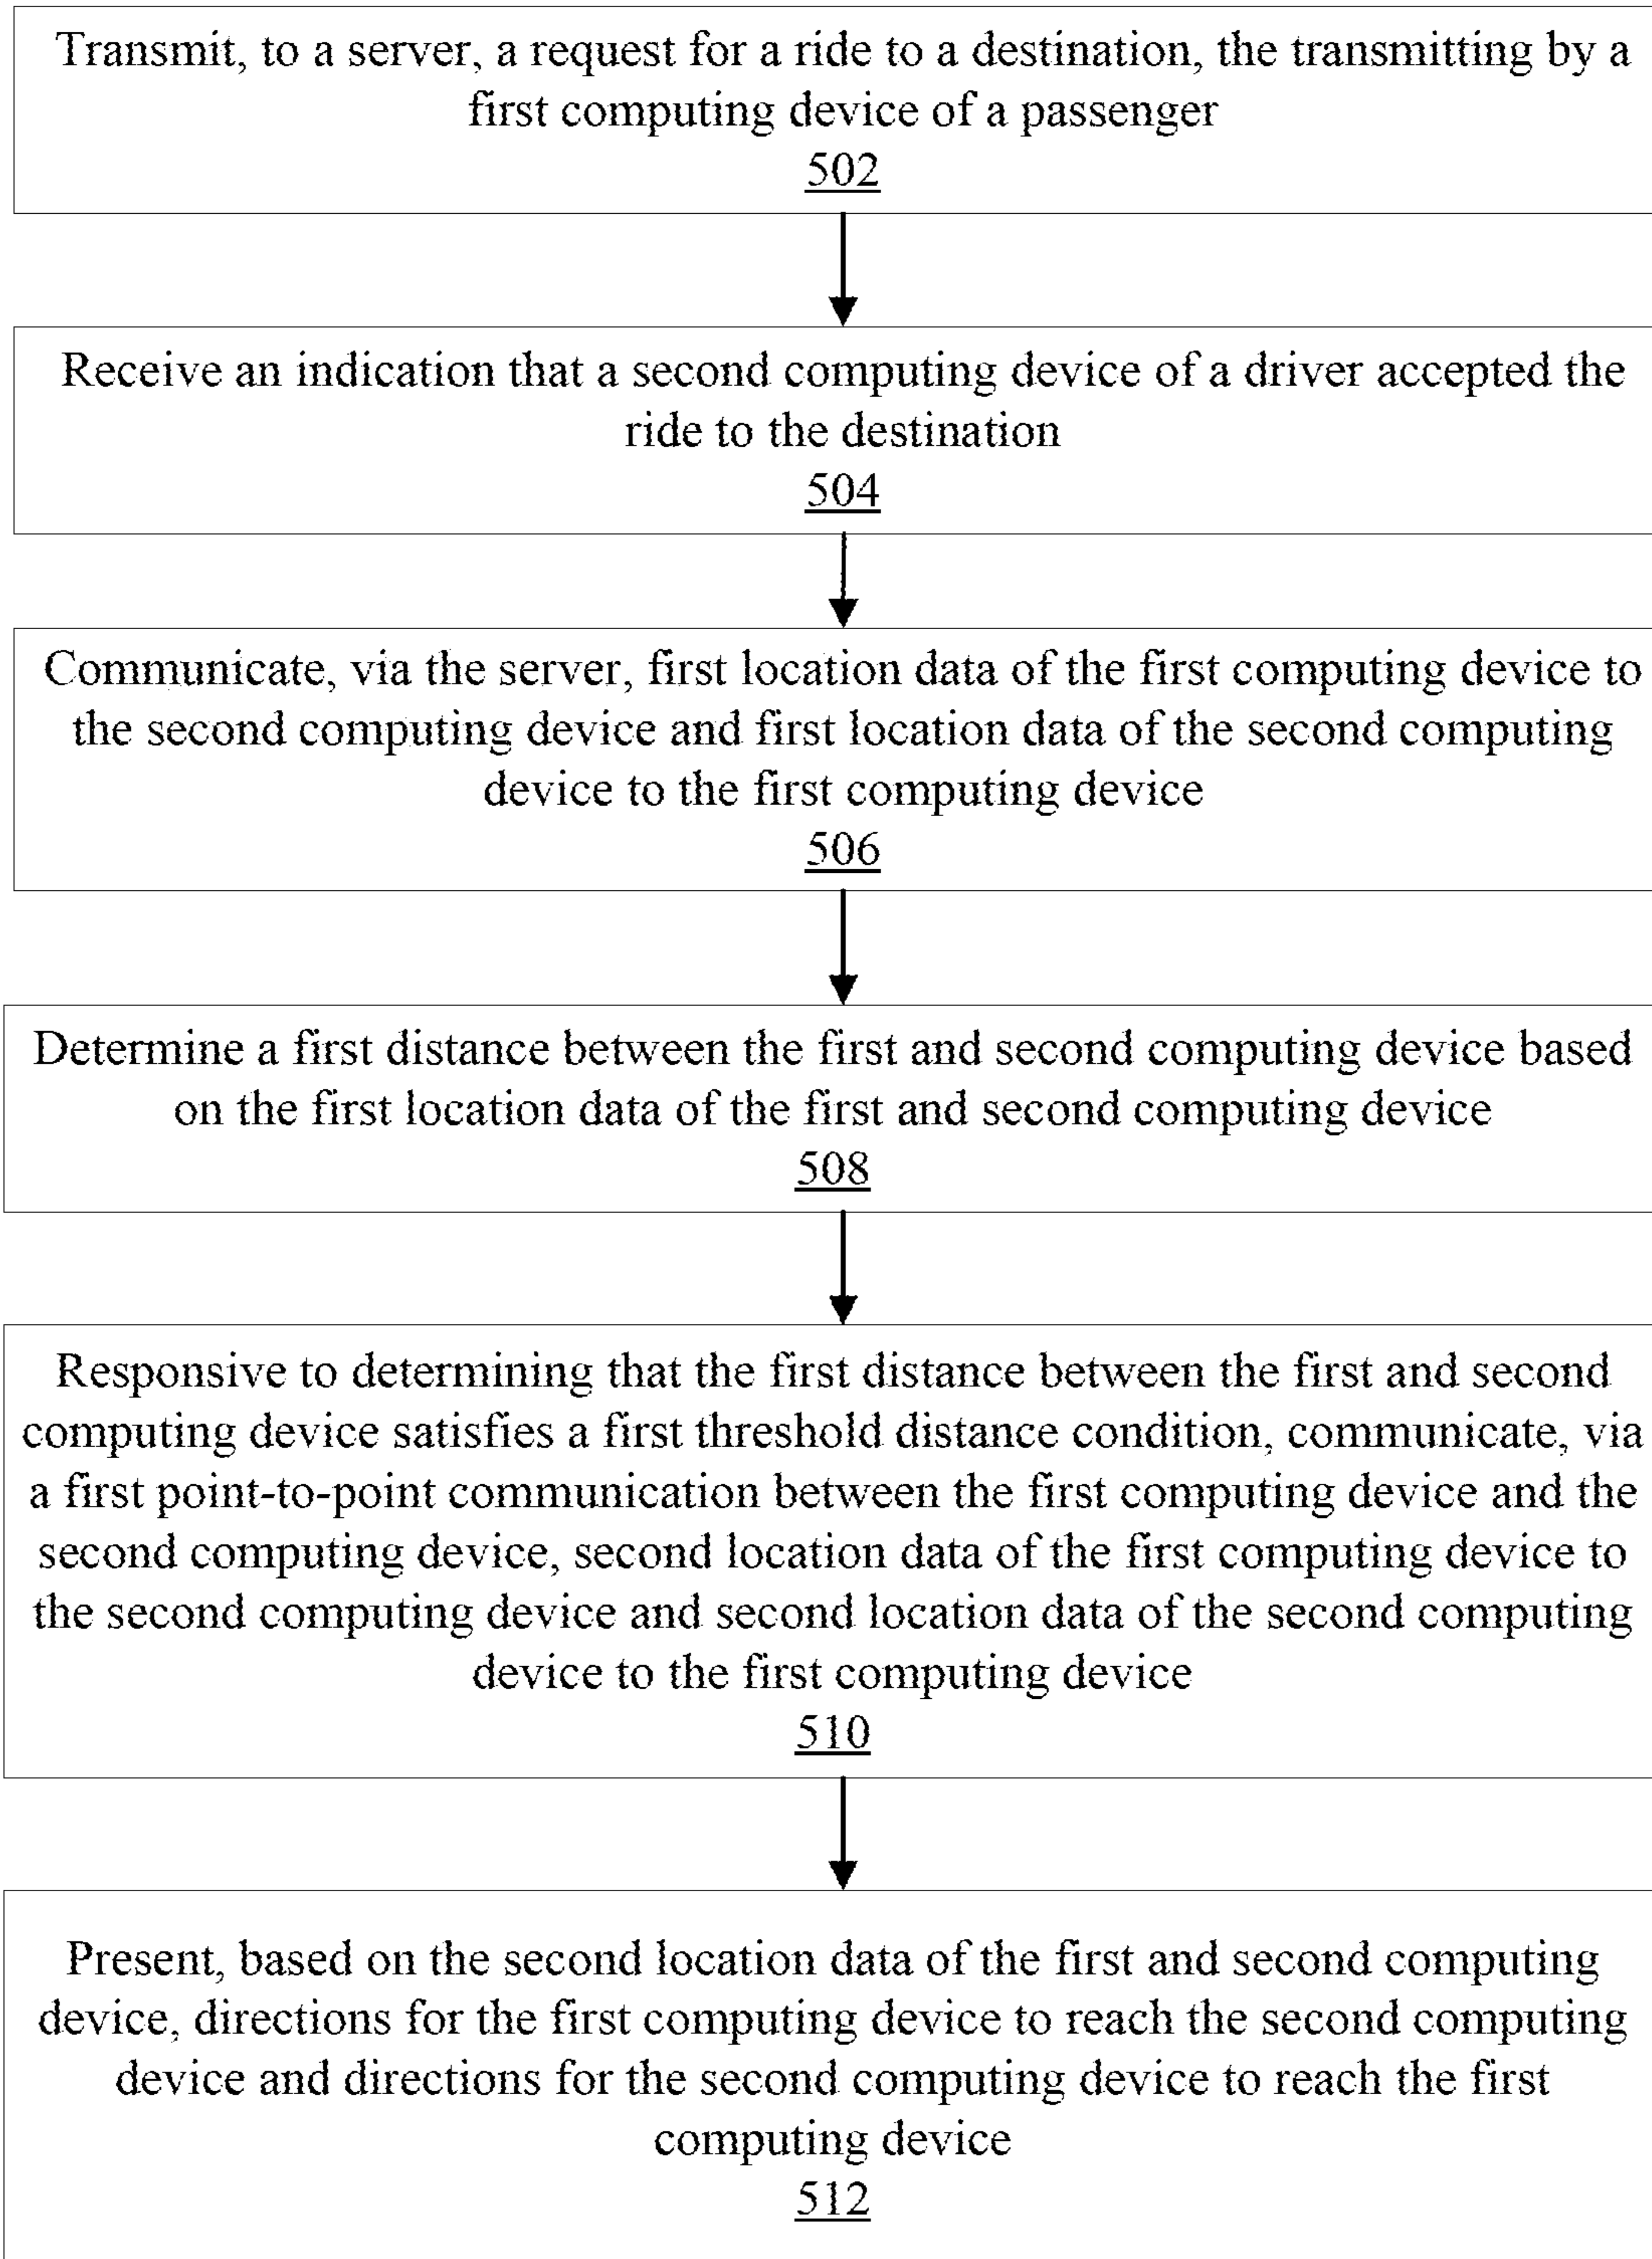 Transmit, to a server, a request for a ride to a destination, the transmitting by a
first computing device of a passenger
502
Receive an indication that a second computing device of a driver accepted the
ride to the destination
504
Communicate, via the server, first location data of the first computing device to
the second computing device and first location data of the second computing
device to the first computing device
506
Determine a first distance between the first and second computing device based
on the first location data of the first and second computing device
508
Responsive to determining that the first distance between the first and second
computing device satisfies a first threshold distance condition, communicate, via
a first point-to-point communication between the first computing device and the
second computing device, second location data of the first computing device to
the second computing device and second location data of the second computing
device to the first computing device
510
Present, based on the second location data of the first and second computing
device, directions for the first computing device to reach the second computing
device and directions for the second computing device to reach the first
computing device
512